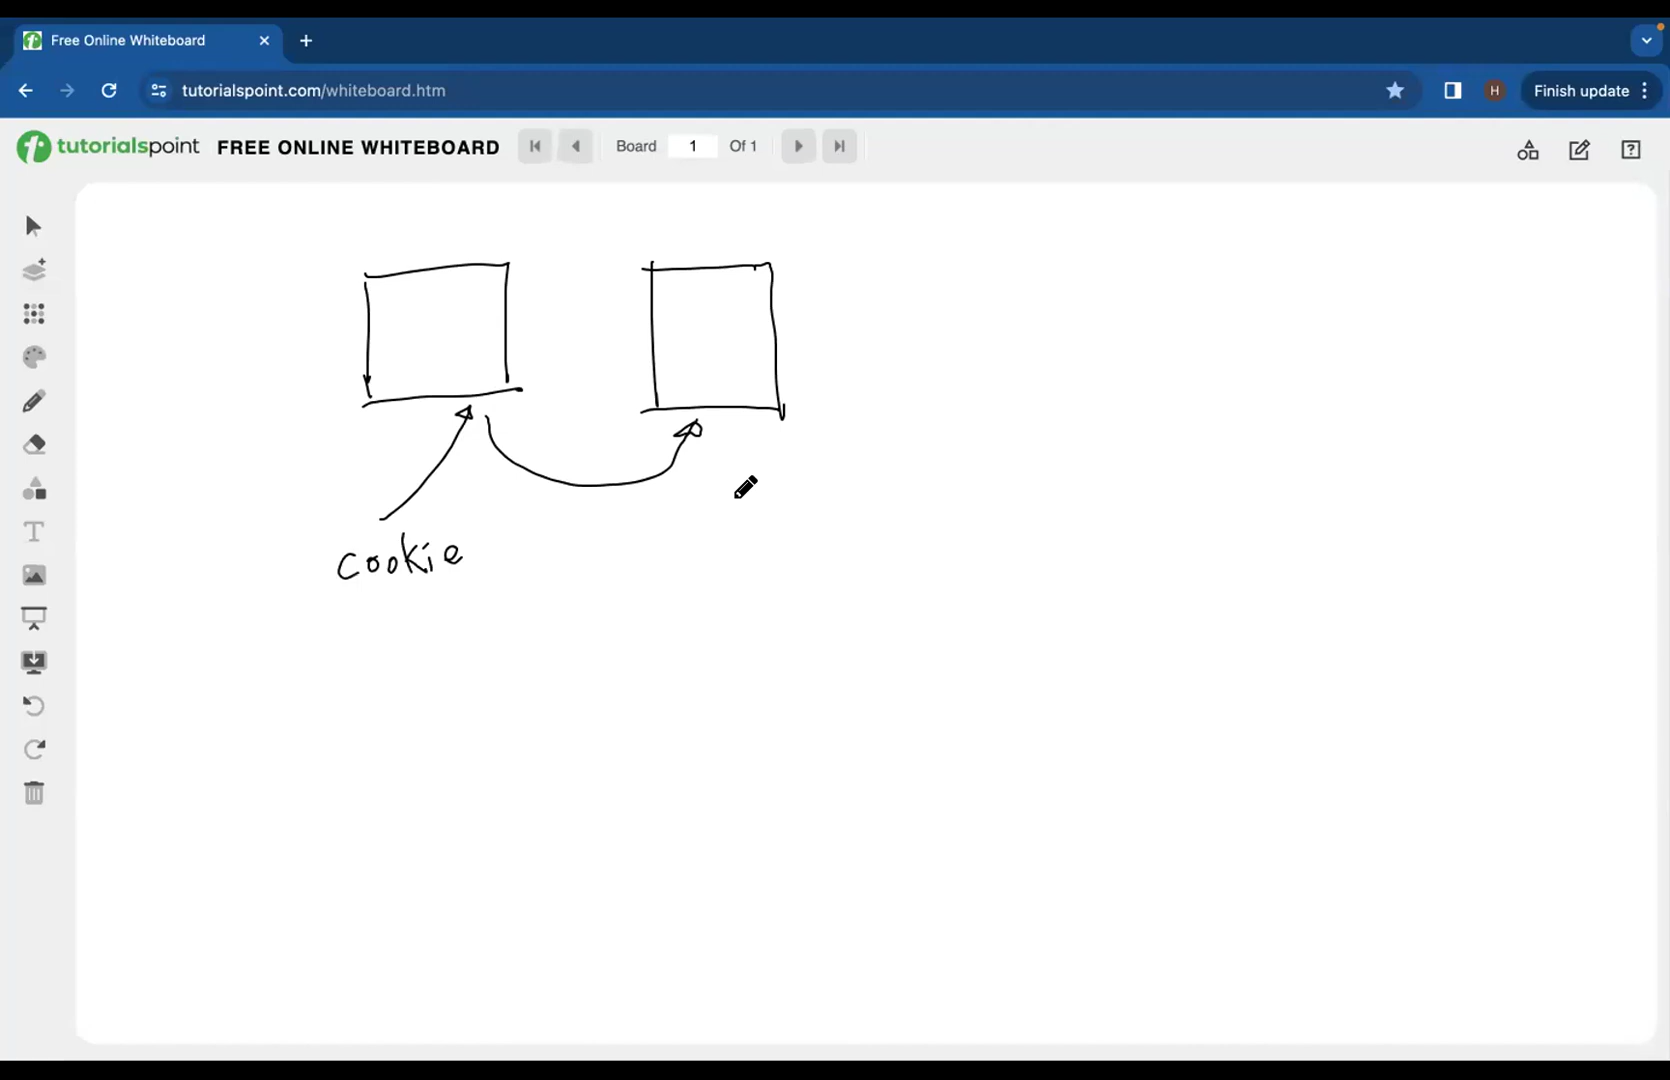 Free Online Whiteboard
tutorialspoint.com/whiteboard.htm
H
Finish update
tutorialspoint
FREE ONLINE WHITEBOARD
Board 1 Of 1
cookie